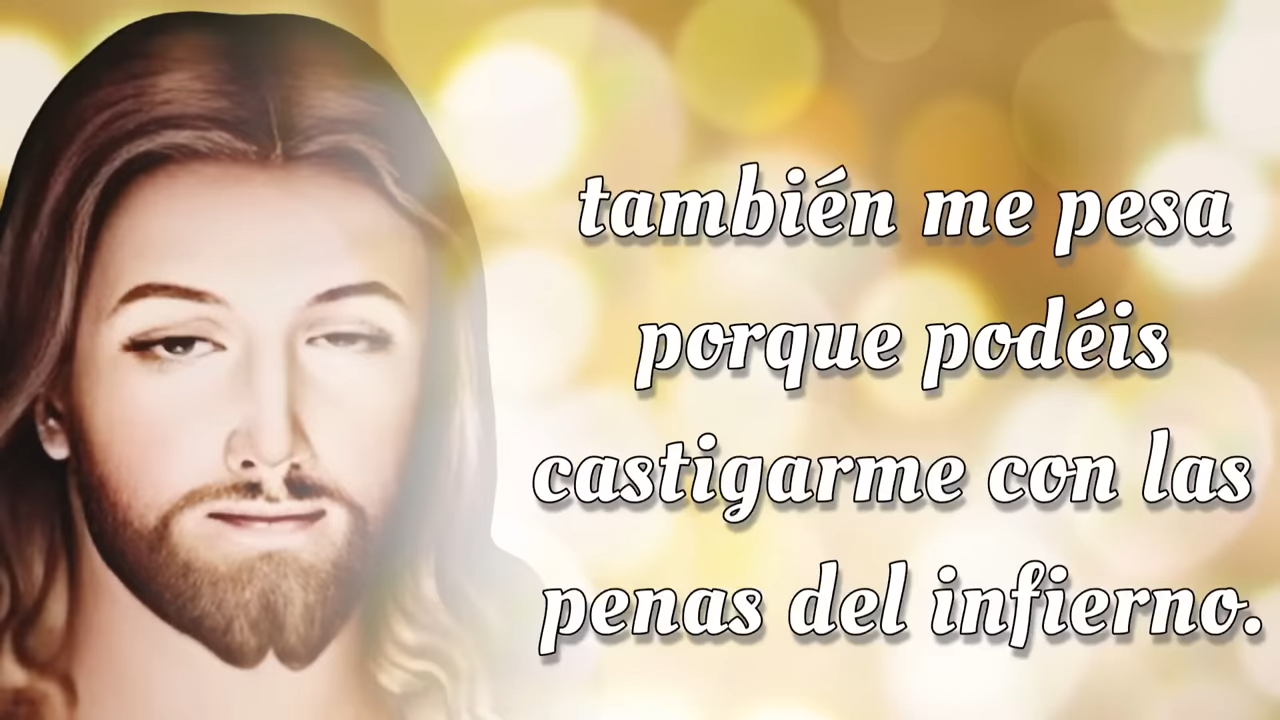 también me pesa
porque podéis
castigarme con las
penas del infierno.